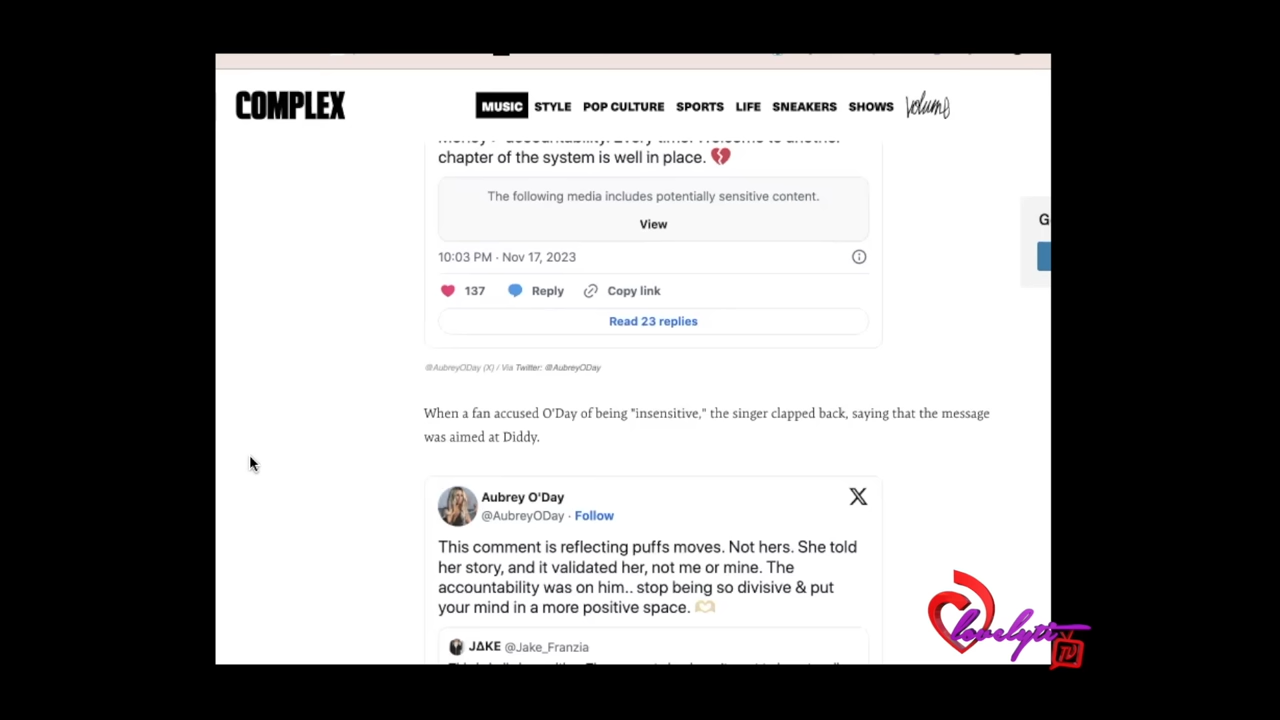 COMPLEX
MUSIC STYLE POP CULTURE SPORTS LIFE SNEAKERS SHOWS Volume
chapter of the system is well in place. 💔
The following media includes potentially sensitive content.
View
10:03 PM · Nov 17, 2023
137 Reply Copy link
Read 23 replies
@AubreyODay (X) / Via Twitter: @AubreyODay
When a fan accused O'Day of being "insensitive," the singer clapped back, saying that the message
was aimed at Diddy.
Aubrey O'Day
@AubreyODay · Follow
This comment is reflecting puffs moves. Not hers. She told
her story, and it validated her, not me or mine. The
accountability was on him.. stop being so divisive & put
your mind in a more positive space. 🫶🏻
JΔKE @Jake_Franzia
lovelyti
TV